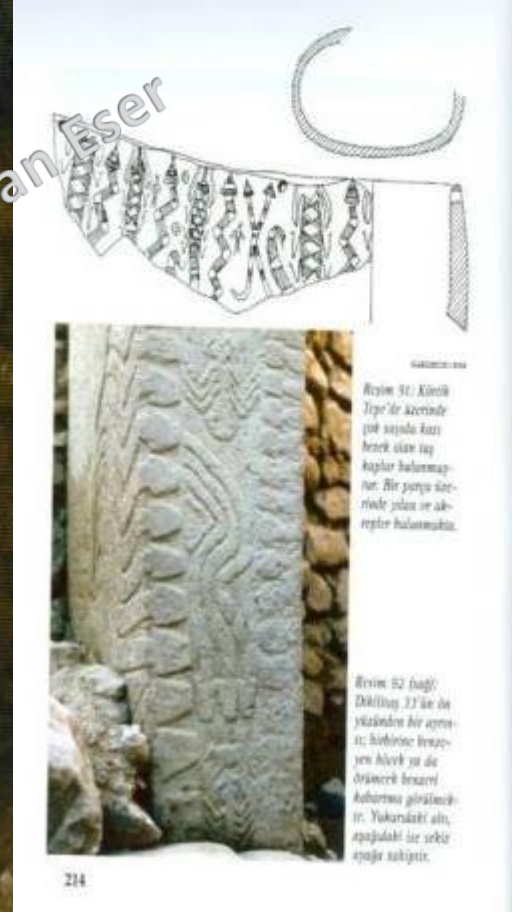 an Eser
Resim 91: Körtik
Tepe'de üzerinde
çok sayıda kazı
bezek olan taş
kaplar bulunmuş-
tur. Bir parça üze-
rinde yılan ve ak-
repler bulunmakta.
Resim 92 (sağ):
Dikilitaş 33'ün ön
yüzünden bir ayrın-
tı; birbirine benze-
yen böcek ya da
örümcek benzeri
kabartma görülmek-
te. Yukarıdaki altı,
aşağıdaki ise sekiz
ayağa sahiptir.
214